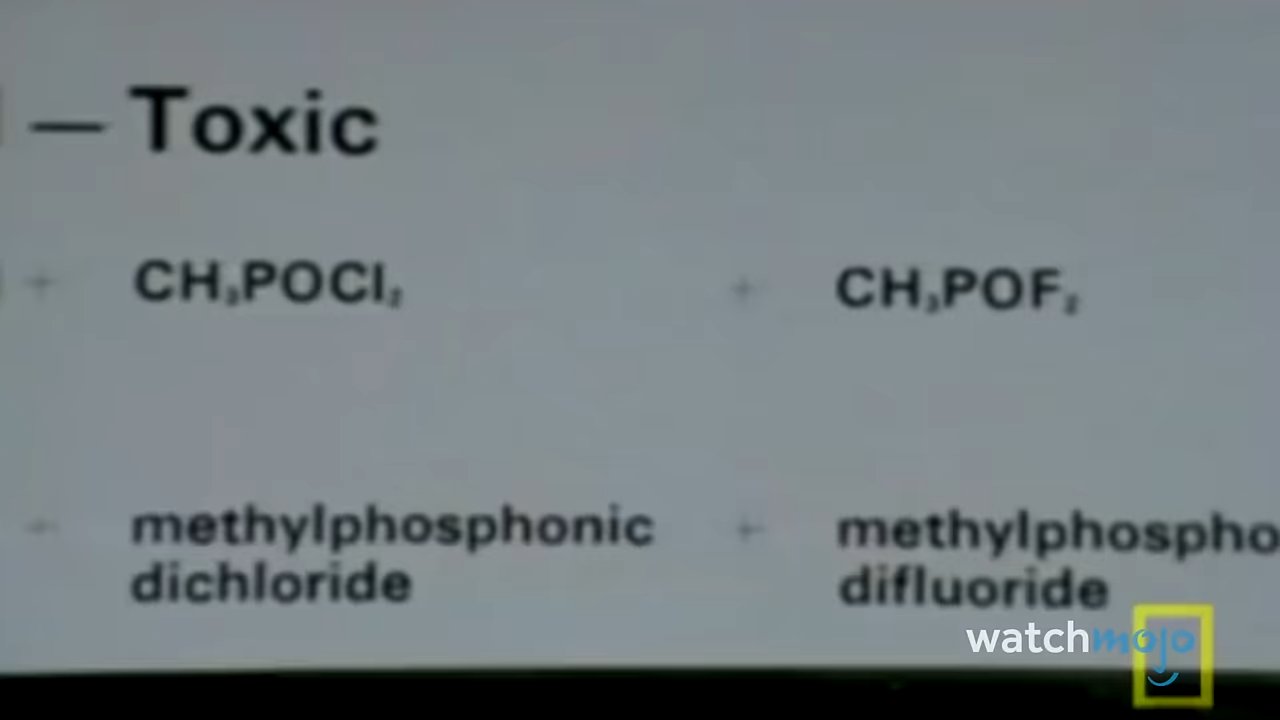 — Toxic
+ CH₃POCl₂ + CH₃POF₂
+ methylphosphonic + methylphospho
dichloride difluoride
watchmojo